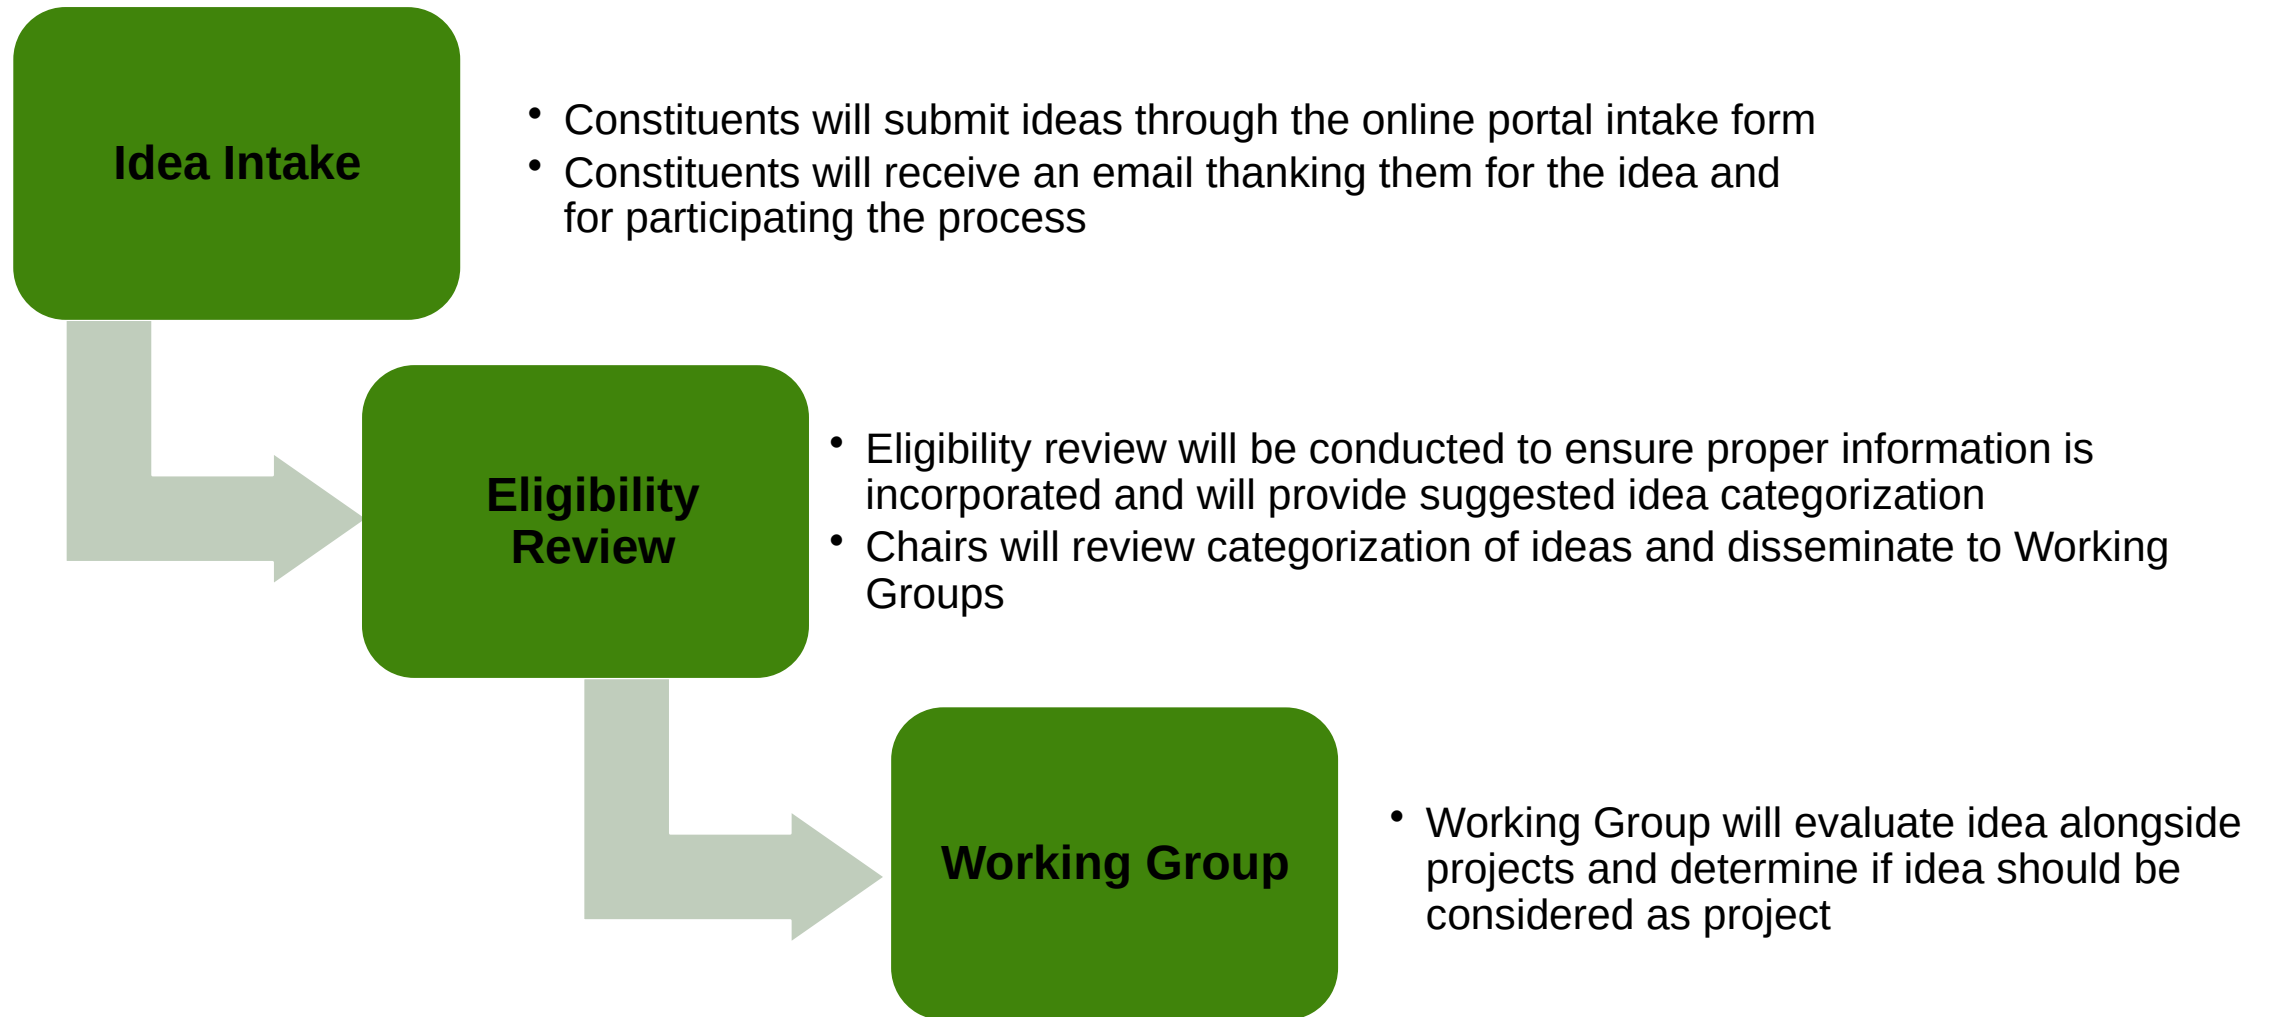 Idea Intake
• Constituents will submit ideas through the online portal intake form
• Constituents will receive an email thanking them for the idea and
for participating the process
Eligibility
Review
• Eligibility review will be conducted to ensure proper information is
incorporated and will provide suggested idea categorization
• Chairs will review categorization of ideas and disseminate to Working
Groups
Working Group
• Working Group will evaluate idea alongside
projects and determine if idea should be
considered as project